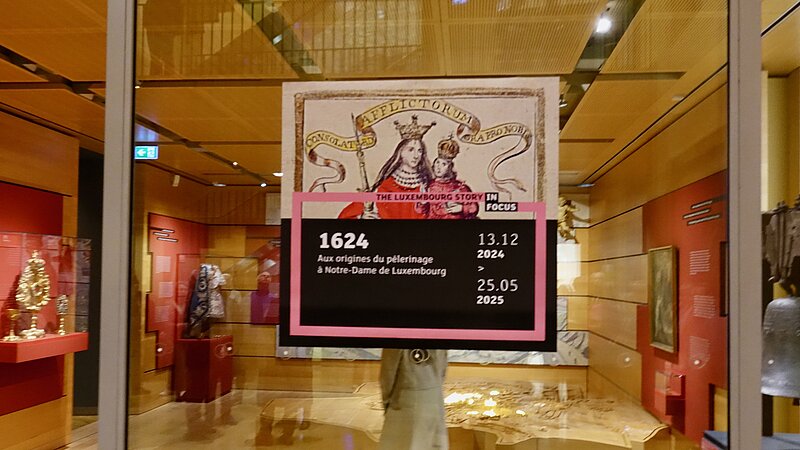 CONSOLATRIX AFFLICTORUM ORA PRO NOBIS
THE LUXEMBOURG STORY IN
FOCUS
1624
Aux origines du pèlerinage
à Notre-Dame de Luxembourg
13.12
2024
>
25.05
2025